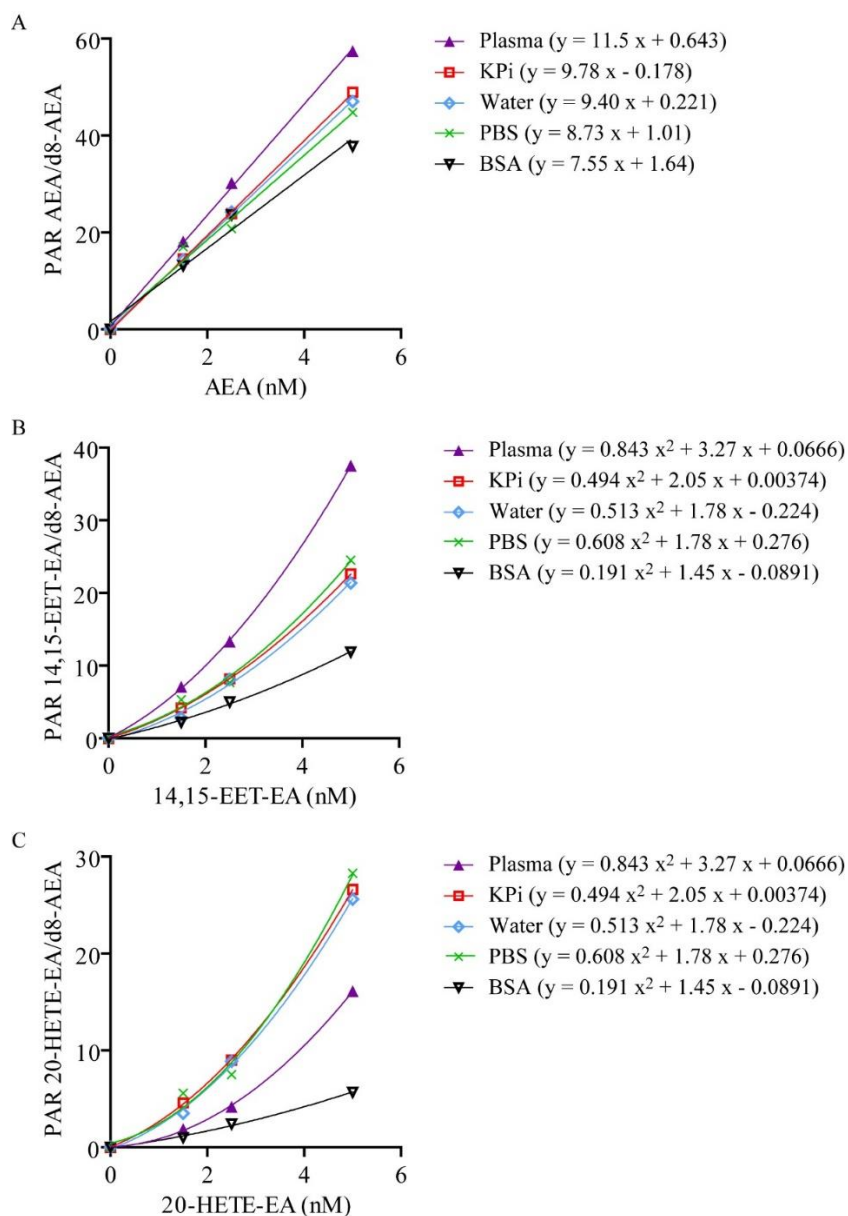 A
60
40
20
0
0 2 4 6
PAR AEA/d8-AEA
AEA (nM)
Plasma (y = 11.5 x + 0.643)
KPi (y = 9.78 x - 0.178)
Water (y = 9.40 x + 0.221)
PBS (y = 8.73 x + 1.01)
BSA (y = 7.55 x + 1.64)
B
40
30
20
10
0
0 2 4 6
PAR 14,15-EET-EA/d8-AEA
14,15-EET-EA (nM)
Plasma (y = 0.843 x² + 3.27 x + 0.0666)
KPi (y = 0.494 x² + 2.05 x + 0.00374)
Water (y = 0.513 x² + 1.78 x - 0.224)
PBS (y = 0.608 x² + 1.78 x + 0.276)
BSA (y = 0.191 x² + 1.45 x - 0.0891)
C
30
20
10
0
0 2 4 6
PAR 20-HETE-EA/d8-AEA
20-HETE-EA (nM)
Plasma (y = 0.843 x² + 3.27 x + 0.0666)
KPi (y = 0.494 x² + 2.05 x + 0.00374)
Water (y = 0.513 x² + 1.78 x - 0.224)
PBS (y = 0.608 x² + 1.78 x + 0.276)
BSA (y = 0.191 x² + 1.45 x - 0.0891)